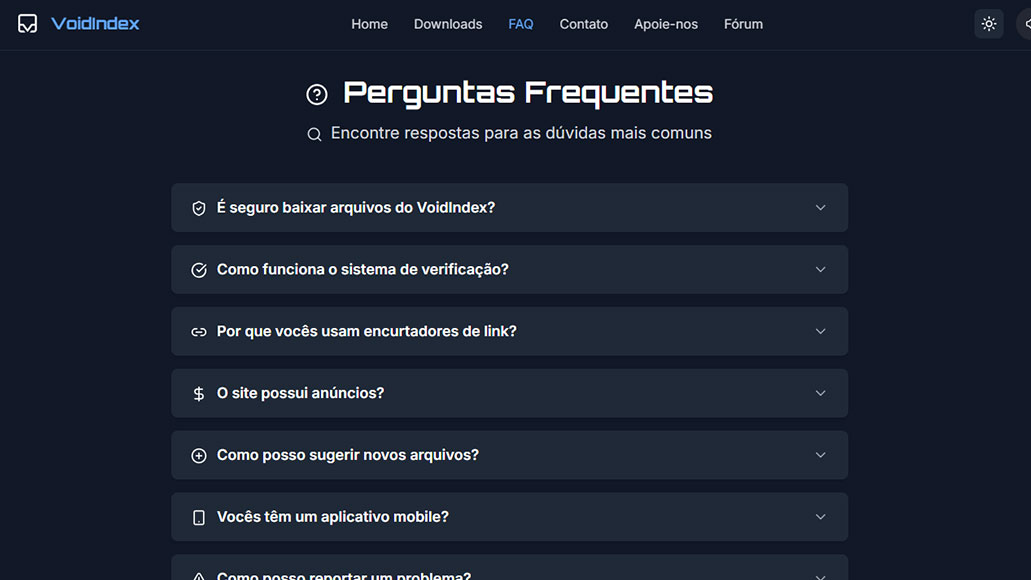 VoidIndex
Home Downloads FAQ Contato Apoie-nos Fórum
Perguntas Frequentes
Encontre respostas para as dúvidas mais comuns
É seguro baixar arquivos do VoidIndex?
Como funciona o sistema de verificação?
Por que vocês usam encurtadores de link?
O site possui anúncios?
Como posso sugerir novos arquivos?
Vocês têm um aplicativo mobile?
Como posso reportar um problema?